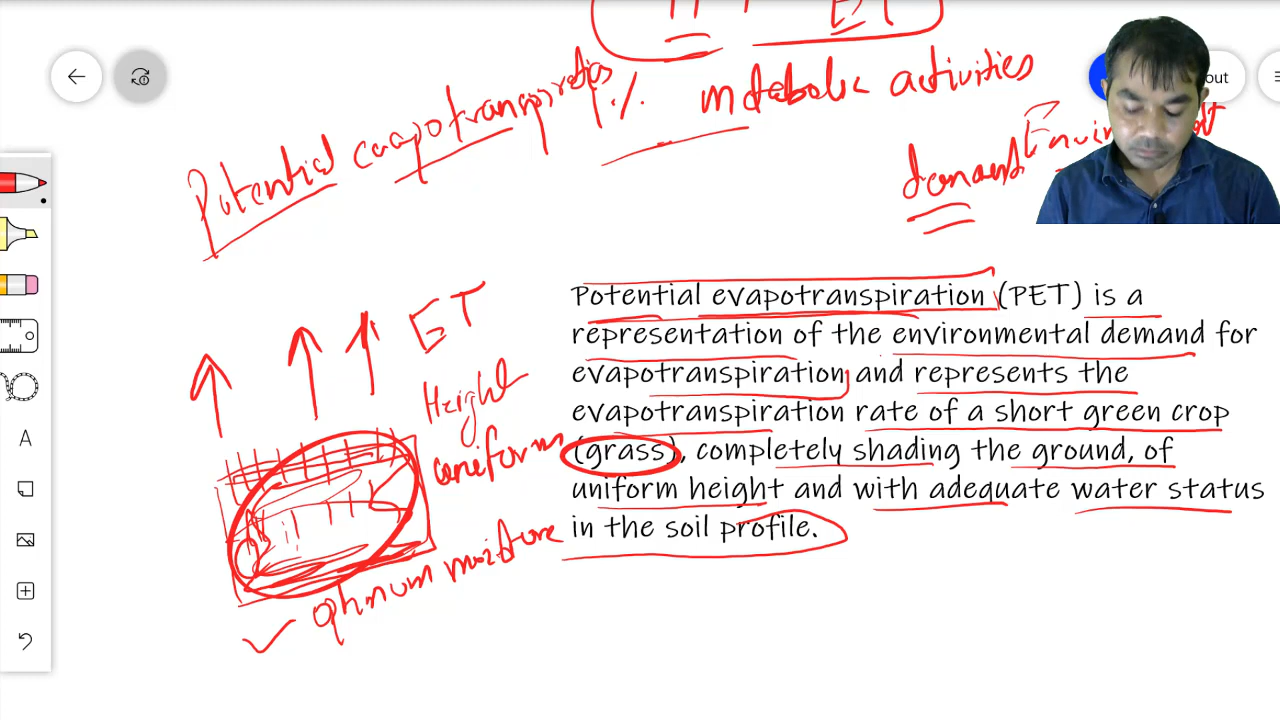 ET
Potential evapotranspiration
1 %. metabolic activities
demand
out
ET
Height
uniform
optimum moisture
A
Potential evapotranspiration (PET) is a
representation of the environmental demand for
evapotranspiration and represents the
evapotranspiration rate of a short green crop
(grass), completely shading the ground, of
uniform height and with adequate water status
in the soil profile.